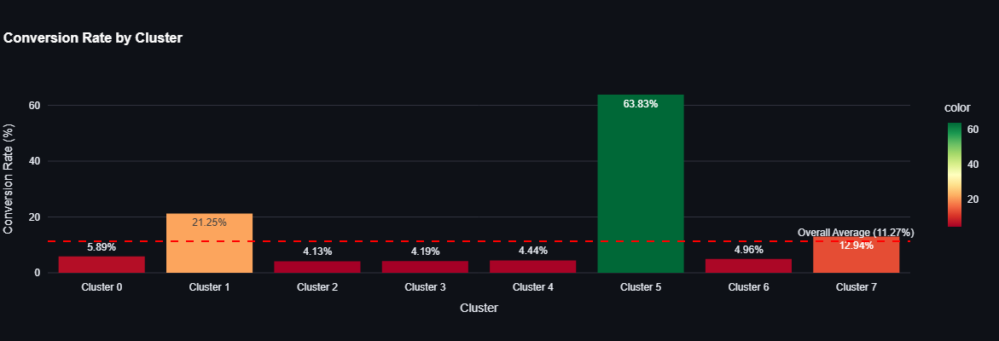 Conversion Rate by Cluster
Conversion Rate (%)
60
40
20
0
5.89%
21.25%
4.13%
4.19%
4.44%
63.83%
4.96%
12.94%
Overall Average (11.27%)
Cluster 0
Cluster 1
Cluster 2
Cluster 3
Cluster 4
Cluster 5
Cluster 6
Cluster 7
Cluster
color
60
40
20